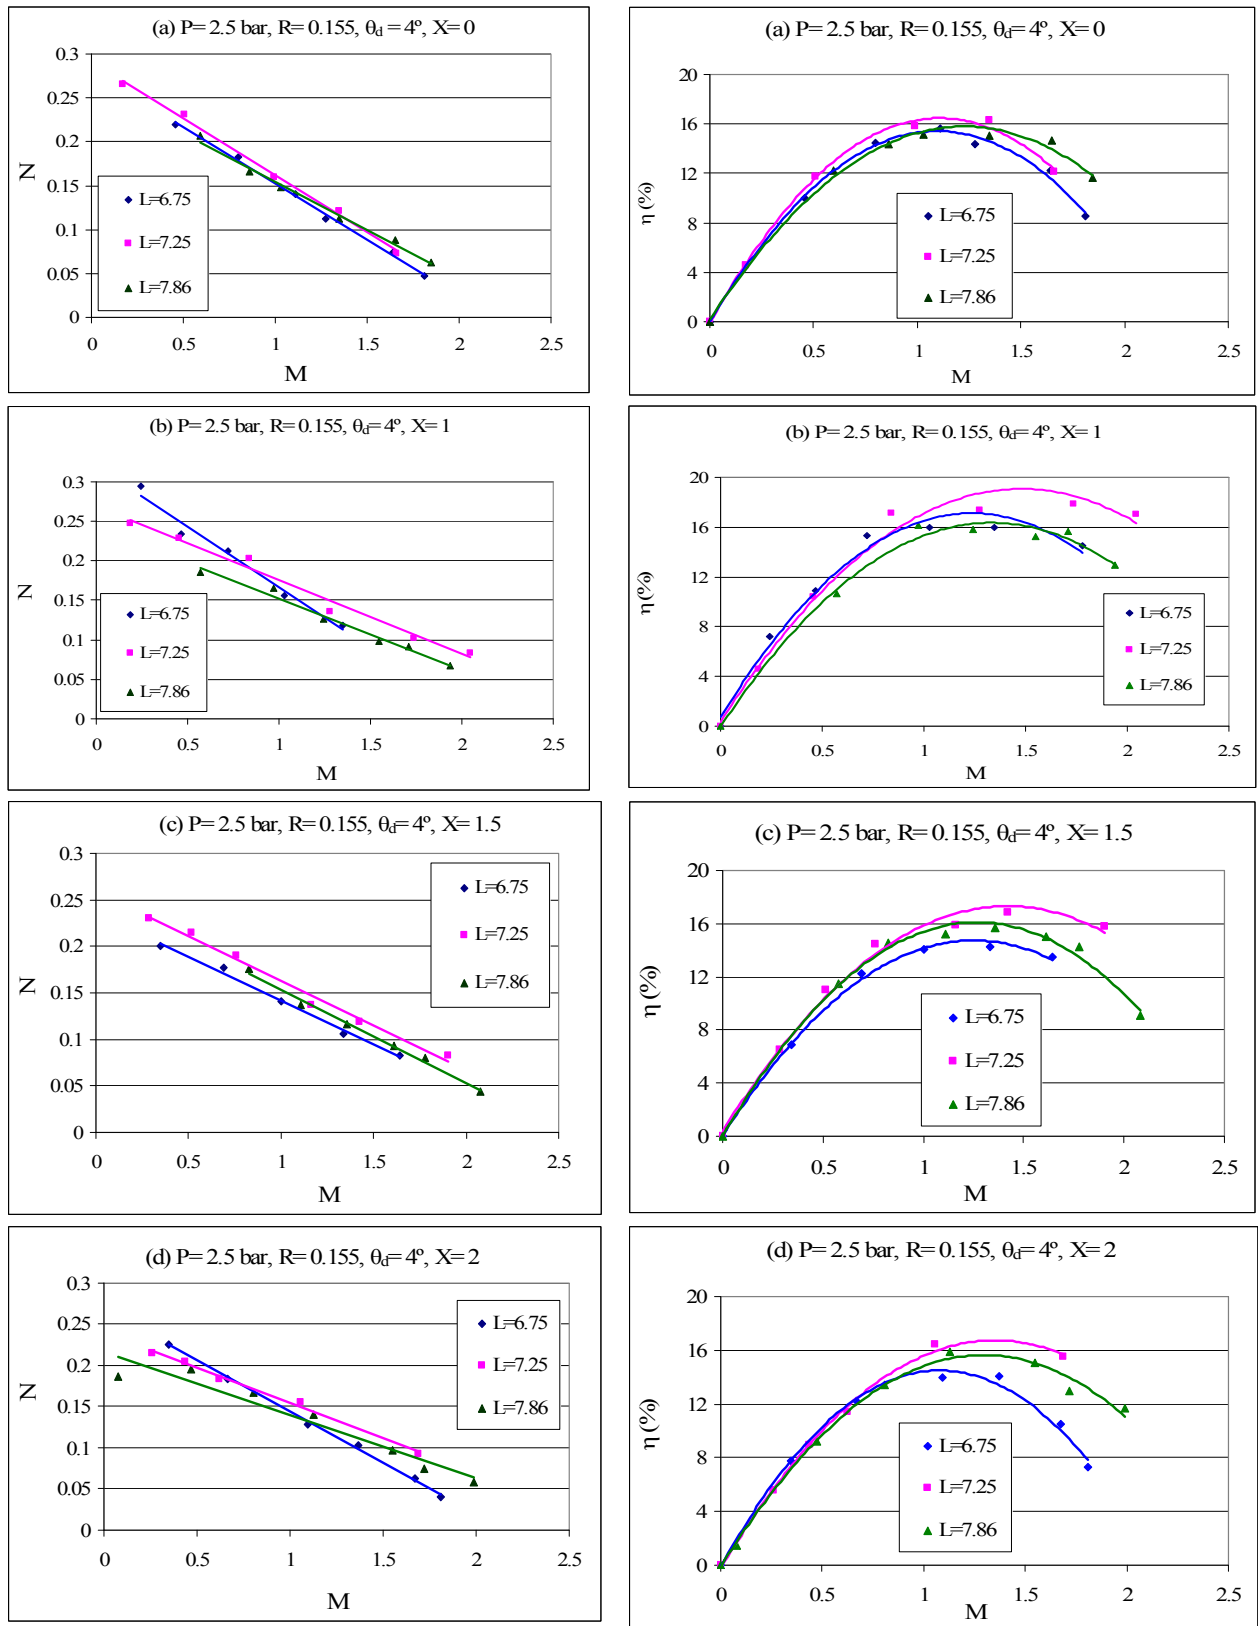 (a) P= 2.5 bar, R= 0.155, θd = 4º, X= 0
0.3
0.25
0.2
0.15
0.1
0.05
0
N
L=6.75
L=7.25
L=7.86
0 0.5 1 1.5 2 2.5
M
(a) P= 2.5 bar, R= 0.155, θd= 4º, X= 0
20
16
12
8
4
0
η (%)
L=6.75
L=7.25
L=7.86
0 0.5 1 1.5 2 2.5
M
(b) P= 2.5 bar, R= 0.155, θd= 4º, X= 1
0.3
0.25
0.2
0.15
0.1
0.05
0
N
L=6.75
L=7.25
L=7.86
0 0.5 1 1.5 2 2.5
M
(b) P= 2.5 bar, R= 0.155, θd= 4º, X= 1
20
16
12
8
4
0
η (%)
L=6.75
L=7.25
L=7.86
0 0.5 1 1.5 2 2.5
M
(c) P= 2.5 bar, R= 0.155, θd= 4º, X= 1.5
0.3
0.25
0.2
0.15
0.1
0.05
0
N
L=6.75
L=7.25
L=7.86
0 0.5 1 1.5 2 2.5
M
(c) P= 2.5 bar, R= 0.155, θd= 4º, X= 1.5
20
16
12
8
4
0
η (%)
L=6.75
L=7.25
L=7.86
0 0.5 1 1.5 2 2.5
M
(d) P= 2.5 bar, R= 0.155, θd= 4º, X= 2
0.3
0.25
0.2
0.15
0.1
0.05
0
N
L=6.75
L=7.25
L=7.86
0 0.5 1 1.5 2 2.5
M
(d) P= 2.5 bar, R= 0.155, θd= 4º, X= 2
20
16
12
8
4
0
η (%)
L=6.75
L=7.25
L=7.86
0 0.5 1 1.5 2 2.5
M